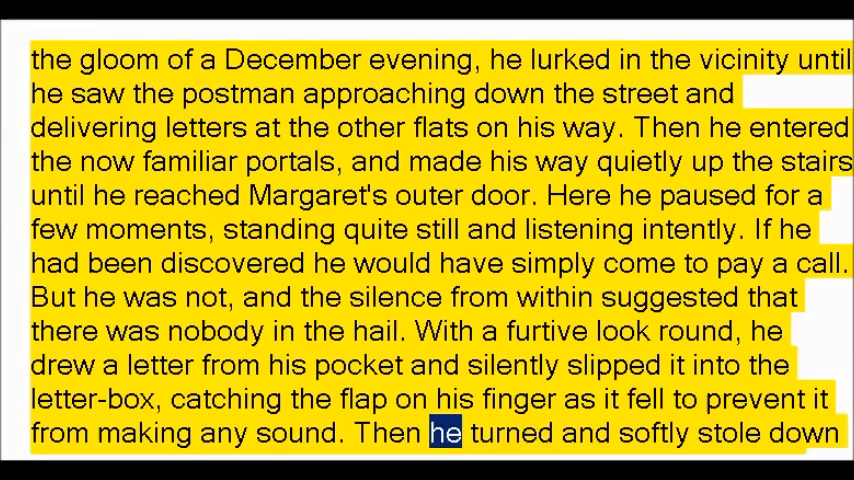 the gloom of a December evening, he lurked in the vicinity until
he saw the postman approaching down the street and
delivering letters at the other flats on his way. Then he entered
the now familiar portals, and made his way quietly up the stairs
until he reached Margaret's outer door. Here he paused for a
few moments, standing quite still and listening intently. If he
had been discovered he would have simply come to pay a call.
But he was not, and the silence from within suggested that
there was nobody in the hail. With a furtive look round, he
drew a letter from his pocket and silently slipped it into the
letter-box, catching the flap on his finger as it fell to prevent it
from making any sound. Then he turned and softly stole down